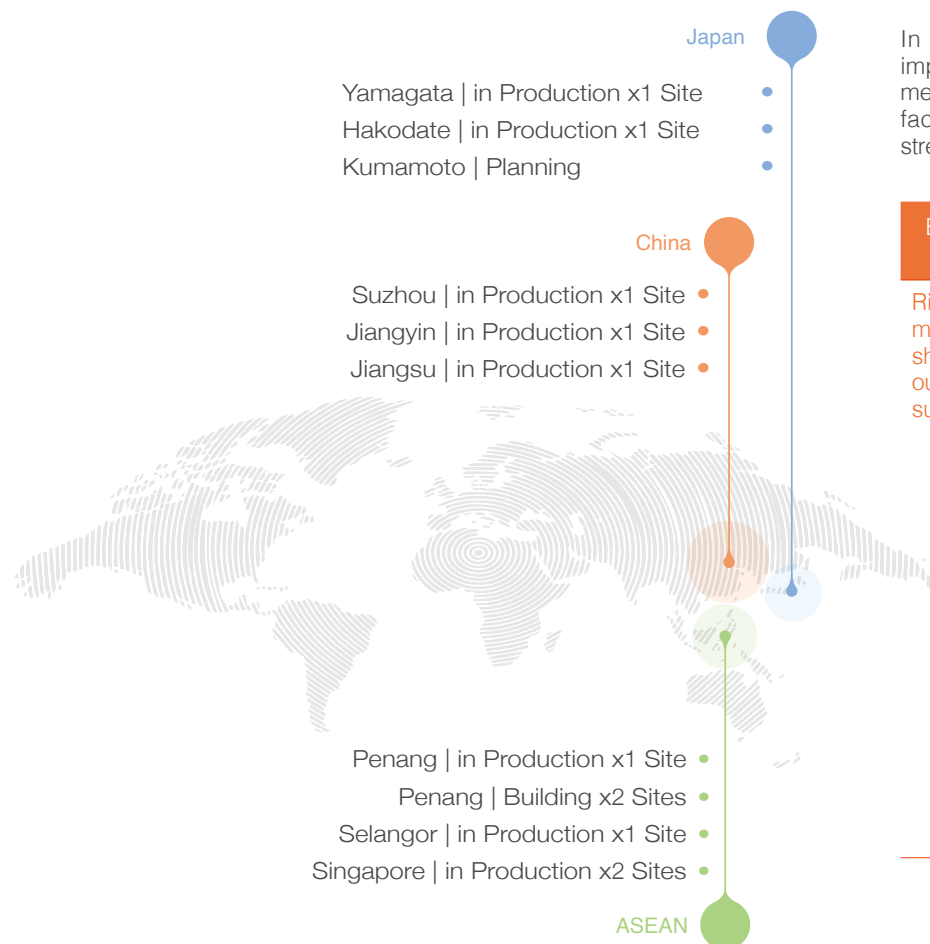 Japan
Yamagata | in Production x1 Site
Hakodate | in Production x1 Site
Kumamoto | Planning
China
Suzhou | in Production x1 Site
Jiangyin | in Production x1 Site
Jiangsu | in Production x1 Site
Penang | in Production x1 Site
Penang | Building x2 Sites
Selangor | in Production x1 Site
Singapore | in Production x2 Sites
ASEAN
In